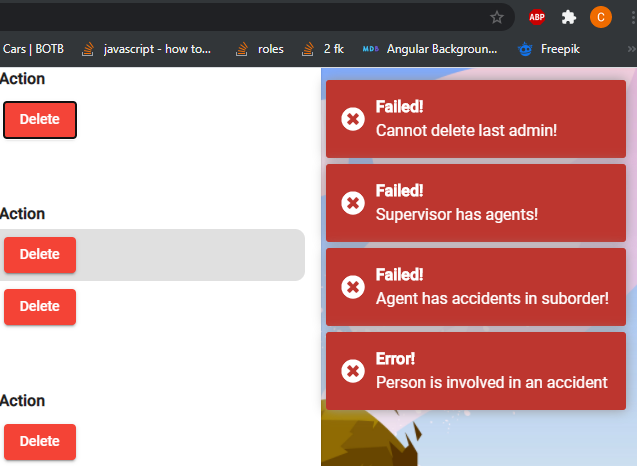 ABP
C
Cars | BOTB
javascript - how to...
roles
2 fk
MDB
Angular Backgroun...
Freepik
»
Action
Delete
Action
Delete
Delete
Action
Delete
Failed!
Cannot delete last admin!
Failed!
Supervisor has agents!
Failed!
Agent has accidents in suborder!
Error!
Person is involved in an accident